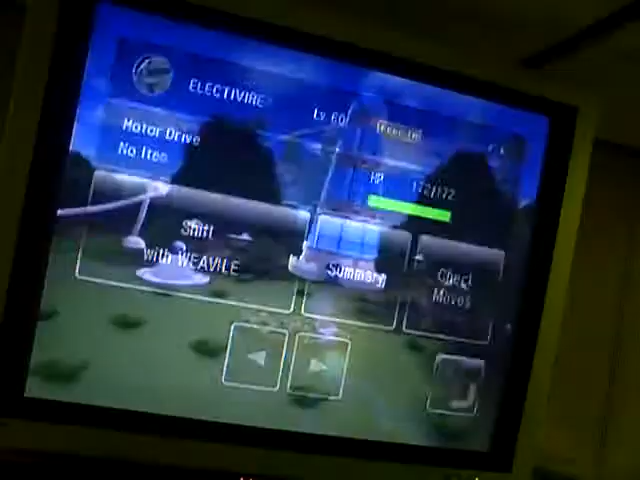 ELECTIVIRE
Lv.60
Motor Drive
No Item
HP 172/172
Shift
with WEAVILE
Summary
Check
Moves